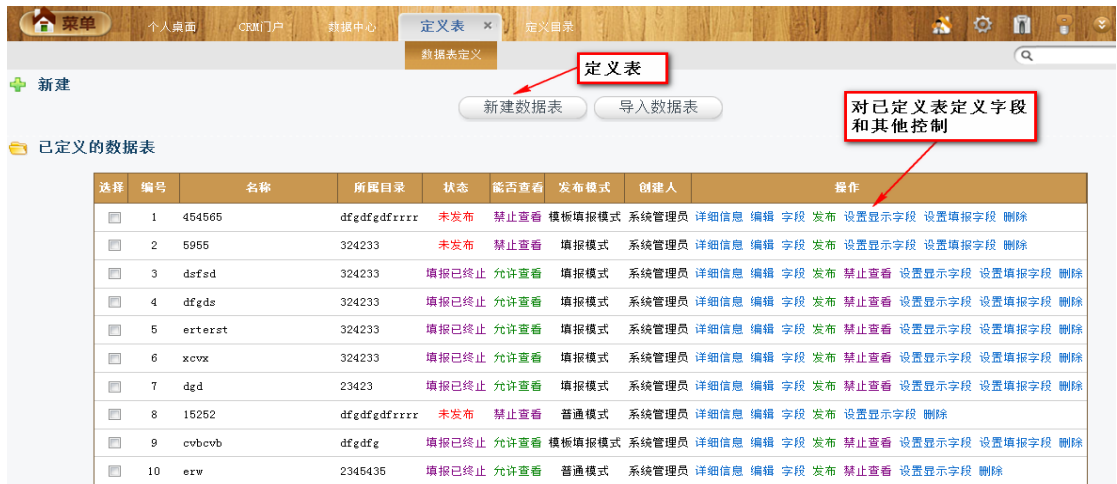 菜单 个人桌面 CRM门户 数据中心 定义表 × 定义目录
数据表定义
定义表
新建
新建数据表 导入数据表
对已定义表定义字段
和其他控制
已定义的数据表
选择 编号 名称 所属目录 状态 能否查看 发布模式 创建人 操作
1 454565 dfgdfgdfrrrr 未发布 禁止查看 模板填报模式 系统管理员 详细信息 编辑 字段 发布 设置显示字段 设置填报字段 删除
2 5955 324233 未发布 禁止查看 填报模式 系统管理员 详细信息 编辑 字段 发布 设置显示字段 设置填报字段 删除
3 dsfsd 324233 填报已终止 允许查看 填报模式 系统管理员 详细信息 编辑 字段 发布 禁止查看 设置显示字段 设置填报字段 删除
4 dfgds 324233 填报已终止 允许查看 填报模式 系统管理员 详细信息 编辑 字段 发布 禁止查看 设置显示字段 设置填报字段 删除
5 erterst 324233 填报已终止 允许查看 填报模式 系统管理员 详细信息 编辑 字段 发布 禁止查看 设置显示字段 设置填报字段 删除
6 xcvx 324233 填报已终止 允许查看 填报模式 系统管理员 详细信息 编辑 字段 发布 禁止查看 设置显示字段 设置填报字段 删除
7 dgd 23423 填报已终止 允许查看 填报模式 系统管理员 详细信息 编辑 字段 发布 禁止查看 设置显示字段 设置填报字段 删除
8 15252 dfgdfgdfrrrr 未发布 禁止查看 普通模式 系统管理员 详细信息 编辑 字段 发布 设置显示字段 删除
9 cvbcvb dfgdfg 填报已终止 允许查看 模板填报模式 系统管理员 详细信息 编辑 字段 发布 禁止查看 设置显示字段 设置填报字段 删除
10 erw 2345435 填报已终止 允许查看 普通模式 系统管理员 详细信息 编辑 字段 发布 禁止查看 设置显示字段 删除